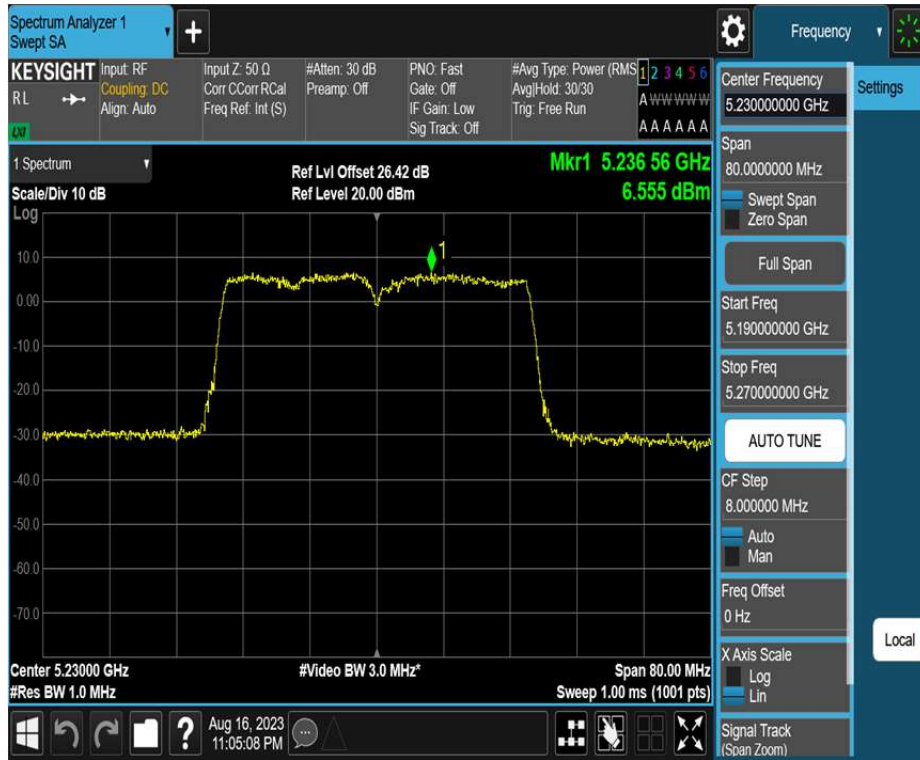 Spectrum Analyzer 1
Swept SA
+
Frequency
KEYSIGHT
R L
LXI
Input: RF
Coupling: DC
Align: Auto
Input Z: 50 Ω
Corr CCorr RCal
Freq Ref: Int (S)
#Atten: 30 dB
Preamp: Off
PNO: Fast
Gate: Off
IF Gain: Low
Sig Track: Off
#Avg Type: Power (RMS
Avg|Hold: 30/30
Trig: Free Run
1 2 3 4 5 6
A W W W W W
A A A A A A
1 Spectrum
Scale/Div 10 dB
Log
Ref Lvl Offset 26.42 dB
Ref Level 20.00 dBm
Mkr1 5.236 56 GHz
6.555 dBm
1
10.0
0.00
-10.0
-20.0
-30.0
-40.0
-50.0
-60.0
-70.0
Center 5.23000 GHz
#Res BW 1.0 MHz
#Video BW 3.0 MHz*
Span 80.00 MHz
Sweep 1.00 ms (1001 pts)
?
Aug 16, 2023
11:05:08 PM
Center Frequency
5.230000000 GHz
Span
80.0000000 MHz
Swept Span
Zero Span
Full Span
Start Freq
5.190000000 GHz
Stop Freq
5.270000000 GHz
AUTO TUNE
CF Step
8.000000 MHz
Auto
Man
Freq Offset
0 Hz
X Axis Scale
Log
Lin
Signal Track
(Span Zoom)
Settings
Local